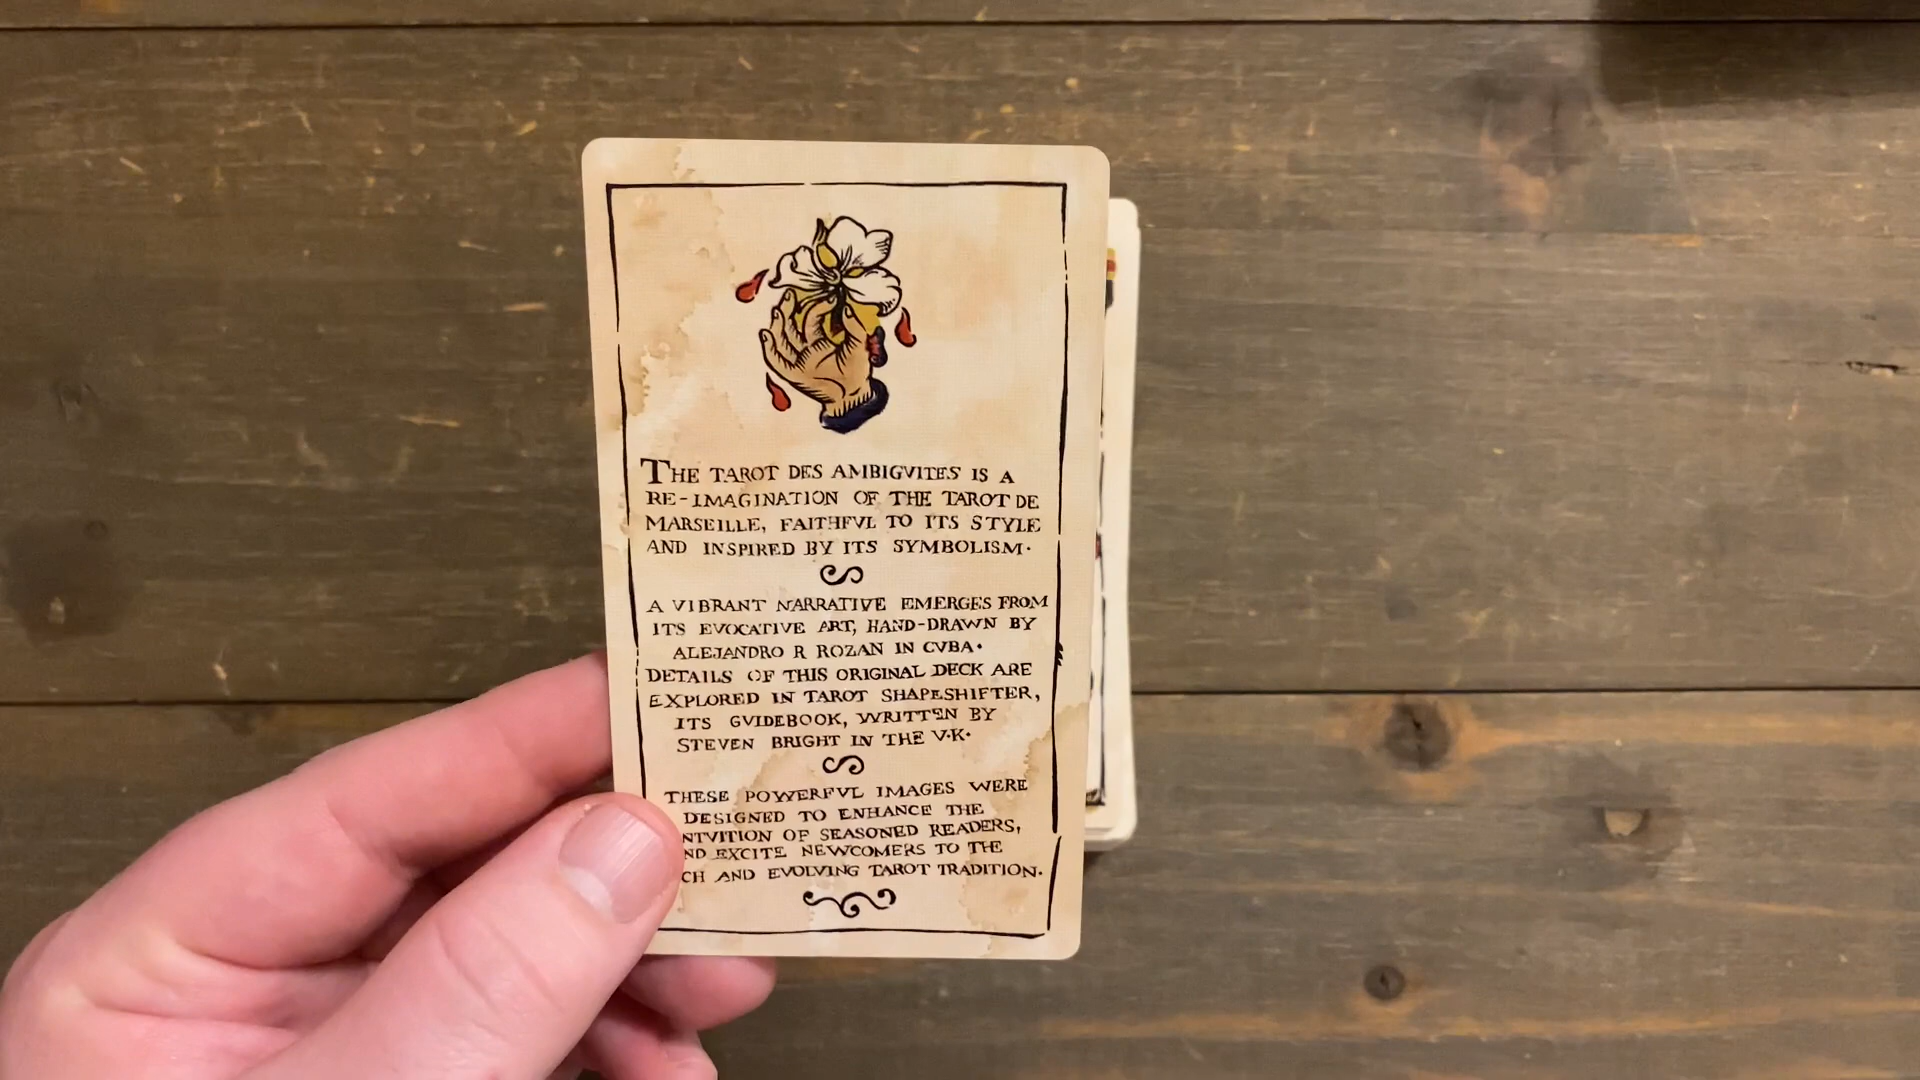 THE TAROT DES AMBIGVITES IS A
RE-IMAGINATION OF THE TAROT DE
MARSEILLE, FAITHFVL TO ITS STYLE
AND INSPIRED BY ITS SYMBOLISM·
A VIBRANT NARRATIVE EMERGES FROM
ITS EVOCATIVE ART, HAND-DRAWN BY
ALEJANDRO R ROZAN IN CVBA·
DETAILS OF THIS ORIGINAL DECK ARE
EXPLORED IN TAROT SHAPESHIFTER,
ITS GVIDEBOOK, WRITTEN BY
STEVEN BRIGHT IN THE V·K·
THESE POWERFVL IMAGES WERE
DESIGNED TO ENHANCE THE
NTVITION OF SEASONED READERS,
ND EXCITE NEWCOMERS TO THE
CH AND EVOLVING TAROT TRADITION.